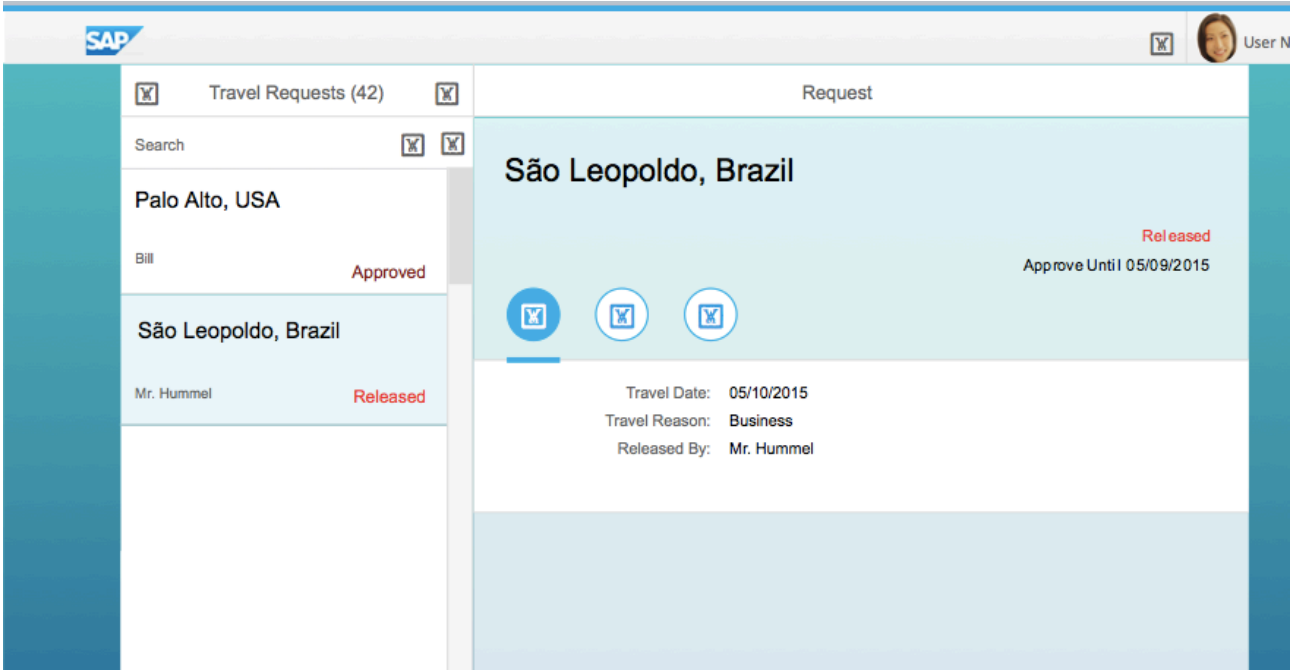 SAP
User N
Travel Requests (42)
Request
Search
Palo Alto, USA
Bill
Approved
São Leopoldo, Brazil
Mr. Hummel
Released
São Leopoldo, Brazil
Released
Approve Until 05/09/2015
Travel Date: 05/10/2015
Travel Reason: Business
Released By: Mr. Hummel